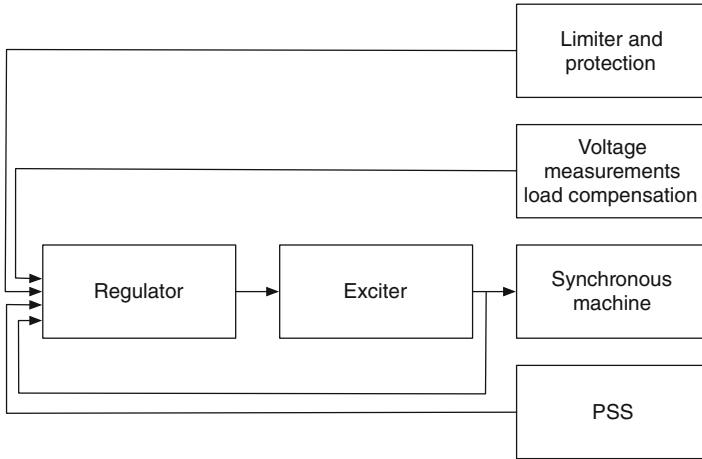 Limiter and
protection
Voltage
measurements
load compensation
Regulator
Exciter
Synchronous
machine
PSS